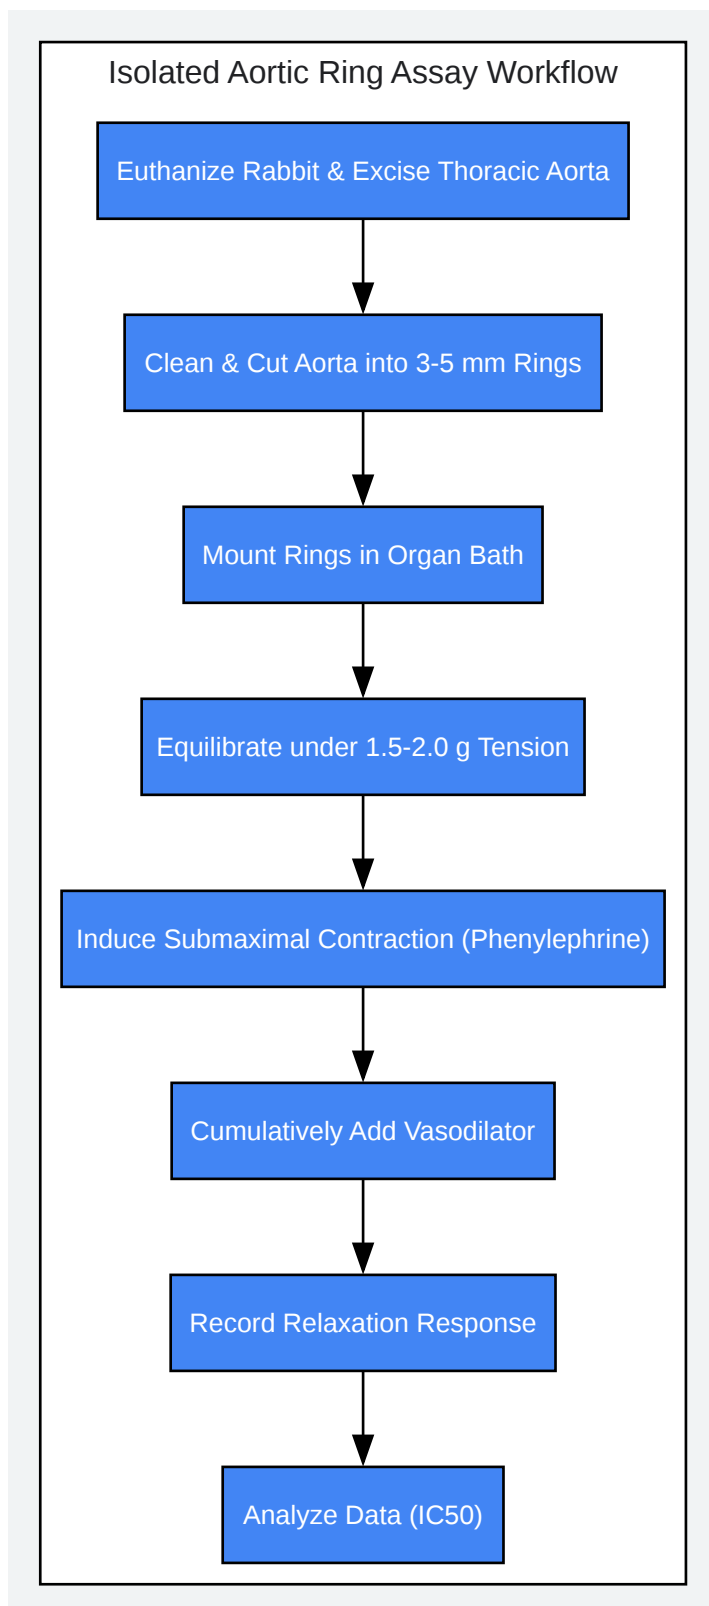 Isolated Aortic Ring Assay Workflow
Euthanize Rabbit & Excise Thoracic Aorta
Clean & Cut Aorta into 3-5 mm Rings
Mount Rings in Organ Bath
Equilibrate under 1.5-2.0 g Tension
Induce Submaximal Contraction (Phenylephrine)
Cumulatively Add Vasodilator
Record Relaxation Response
Analyze Data (IC50)